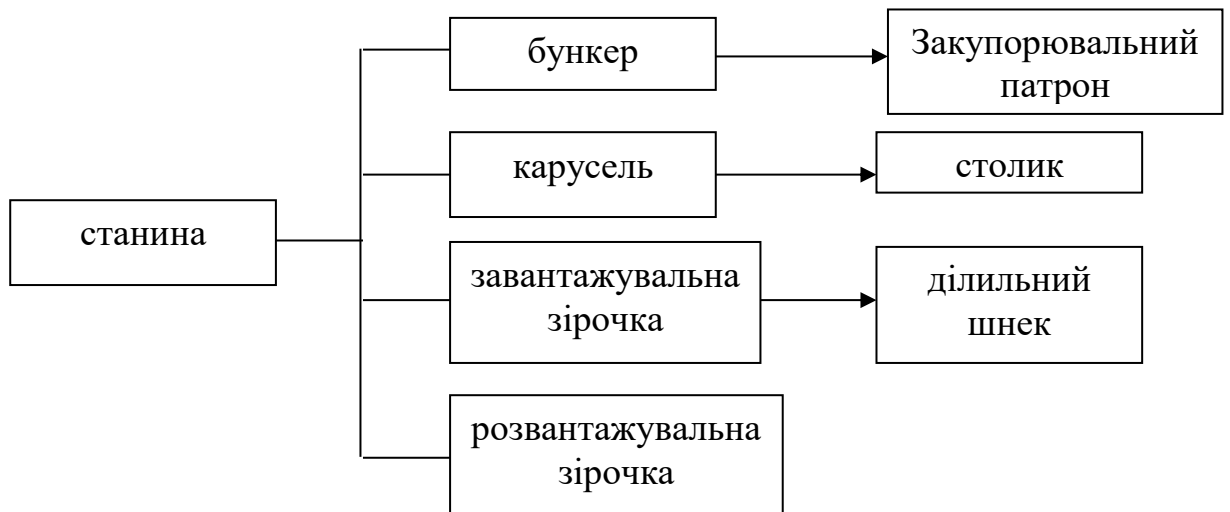 бункер
Закупорювальний
патрон
карусель
столик
станина
завантажувальна
зірочка
ділильний
шнек
розвантажувальна
зірочка